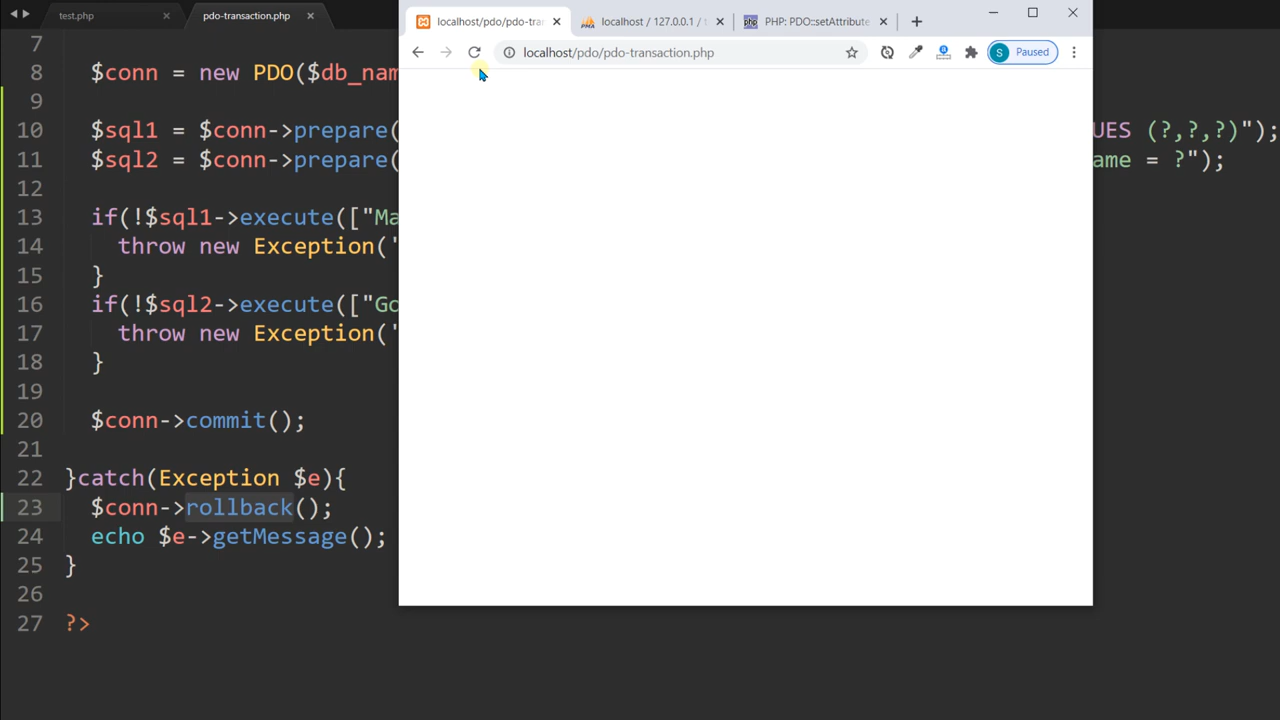 test.php
pdo-transaction.php
localhost/pdo/pdo-tra
localhost / 127.0.0.1 / t
PHP: PDO::setAttribute
localhost/pdo/pdo-transaction.php
S
Paused
7
8 $conn = new PDO($db_nam
9
10 $sql1 = $conn->prepare( UES (?,?,?)");
11 $sql2 = $conn->prepare( ame = ?");
12
13 if(!$sql1->execute(["Ma
14 throw new Exception('
15 }
16 if(!$sql2->execute(["Go
17 throw new Exception('
18 }
19
20 $conn->commit();
21
22 }catch(Exception $e){
23 $conn->rollback();
24 echo $e->getMessage();
25 }
26
27 ?>